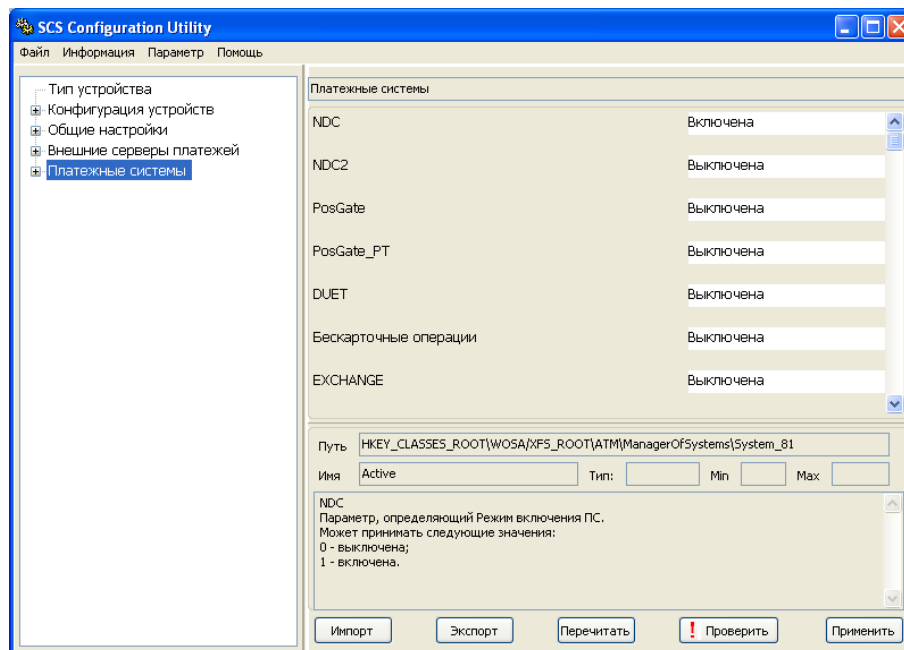 SCS Configuration Utility
Файл Информация Параметр Помощь
Тип устройства
Конфигурация устройств
Общие настройки
Внешние серверы платежей
Платежные системы
Платежные системы
NDC Включена
NDC2 Выключена
PosGate Выключена
PosGate_PT Выключена
DUET Выключена
Бескарточные операции Выключена
EXCHANGE Выключена
Путь HKEY_CLASSES_ROOT\WOSA/XFS_ROOT\ATM\ManagerOfSystems\System_81
Имя Active Тип: Min Max
NDC
Параметр, определяющий Режим включения ПС.
Может принимать следующие значения:
0 - выключена;
1 - включена.
Импорт Экспорт Перечитать ! Проверить Применить